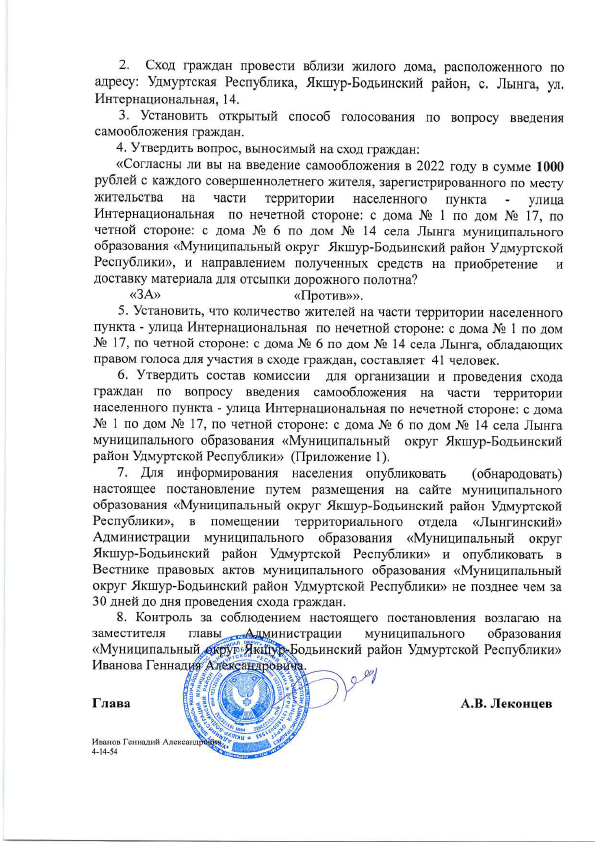 2. Сход граждан провести вблизи жилого дома, расположенного по
адресу: Удмуртская Республика, Якшур-Бодьинский район, с. Лынга, ул.
Интернациональная, 14.
3. Установить открытый способ голосования по вопросу введения
самообложения граждан.
4. Утвердить вопрос, выносимый на сход граждан:
«Согласны ли вы на введение самообложения в 2022 году в сумме 1000
рублей с каждого совершеннолетнего жителя, зарегистрированного по месту
жительства на части территории населенного пункта - улица
Интернациональная по нечетной стороне: с дома № 1 по дом № 17, по
четной стороне: с дома № 6 по дом № 14 села Лынга муниципального
образования «Муниципальный округ Якшур-Бодьинский район Удмуртской
Республики», и направлением полученных средств на приобретение и
доставку материала для отсыпки дорожного полотна?
«ЗА» «Против»».
5. Установить, что количество жителей на части территории населенного
пункта - улица Интернациональная по нечетной стороне: с дома № 1 по дом
№ 17, по четной стороне: с дома № 6 по дом № 14 села Лынга, обладающих
правом голоса для участия в сходе граждан, составляет 41 человек.
6. Утвердить состав комиссии для организации и проведения схода
граждан по вопросу введения самообложения на части территории
населенного пункта - улица Интернациональная по нечетной стороне: с дома
№ 1 по дом № 17, по четной стороне: с дома № 6 по дом № 14 села Лынга
муниципального образования «Муниципальный округ Якшур-Бодьинский
район Удмуртской Республики» (Приложение 1).
7. Для информирования населения опубликовать (обнародовать)
настоящее постановление путем размещения на сайте муниципального
образования «Муниципальный округ Якшур-Бодьинский район Удмуртской
Республики», в помещении территориального отдела «Лынгинский»
Администрации муниципального образования «Муниципальный округ
Якшур-Бодьинский район Удмуртской Республики» и опубликовать в
Вестнике правовых актов муниципального образования «Муниципальный
округ Якшур-Бодьинский район Удмуртской Республики» не позднее чем за
30 дней до дня проведения схода граждан.
8. Контроль за соблюдением настоящего постановления возлагаю на
заместителя главы Администрации муниципального образования
«Муниципальный округ Якшур-Бодьинский район Удмуртской Республики»
Иванова Геннадия Александровича.
Глава А.В. Леконцев
Иванов Геннадий Александрович
4-14-54